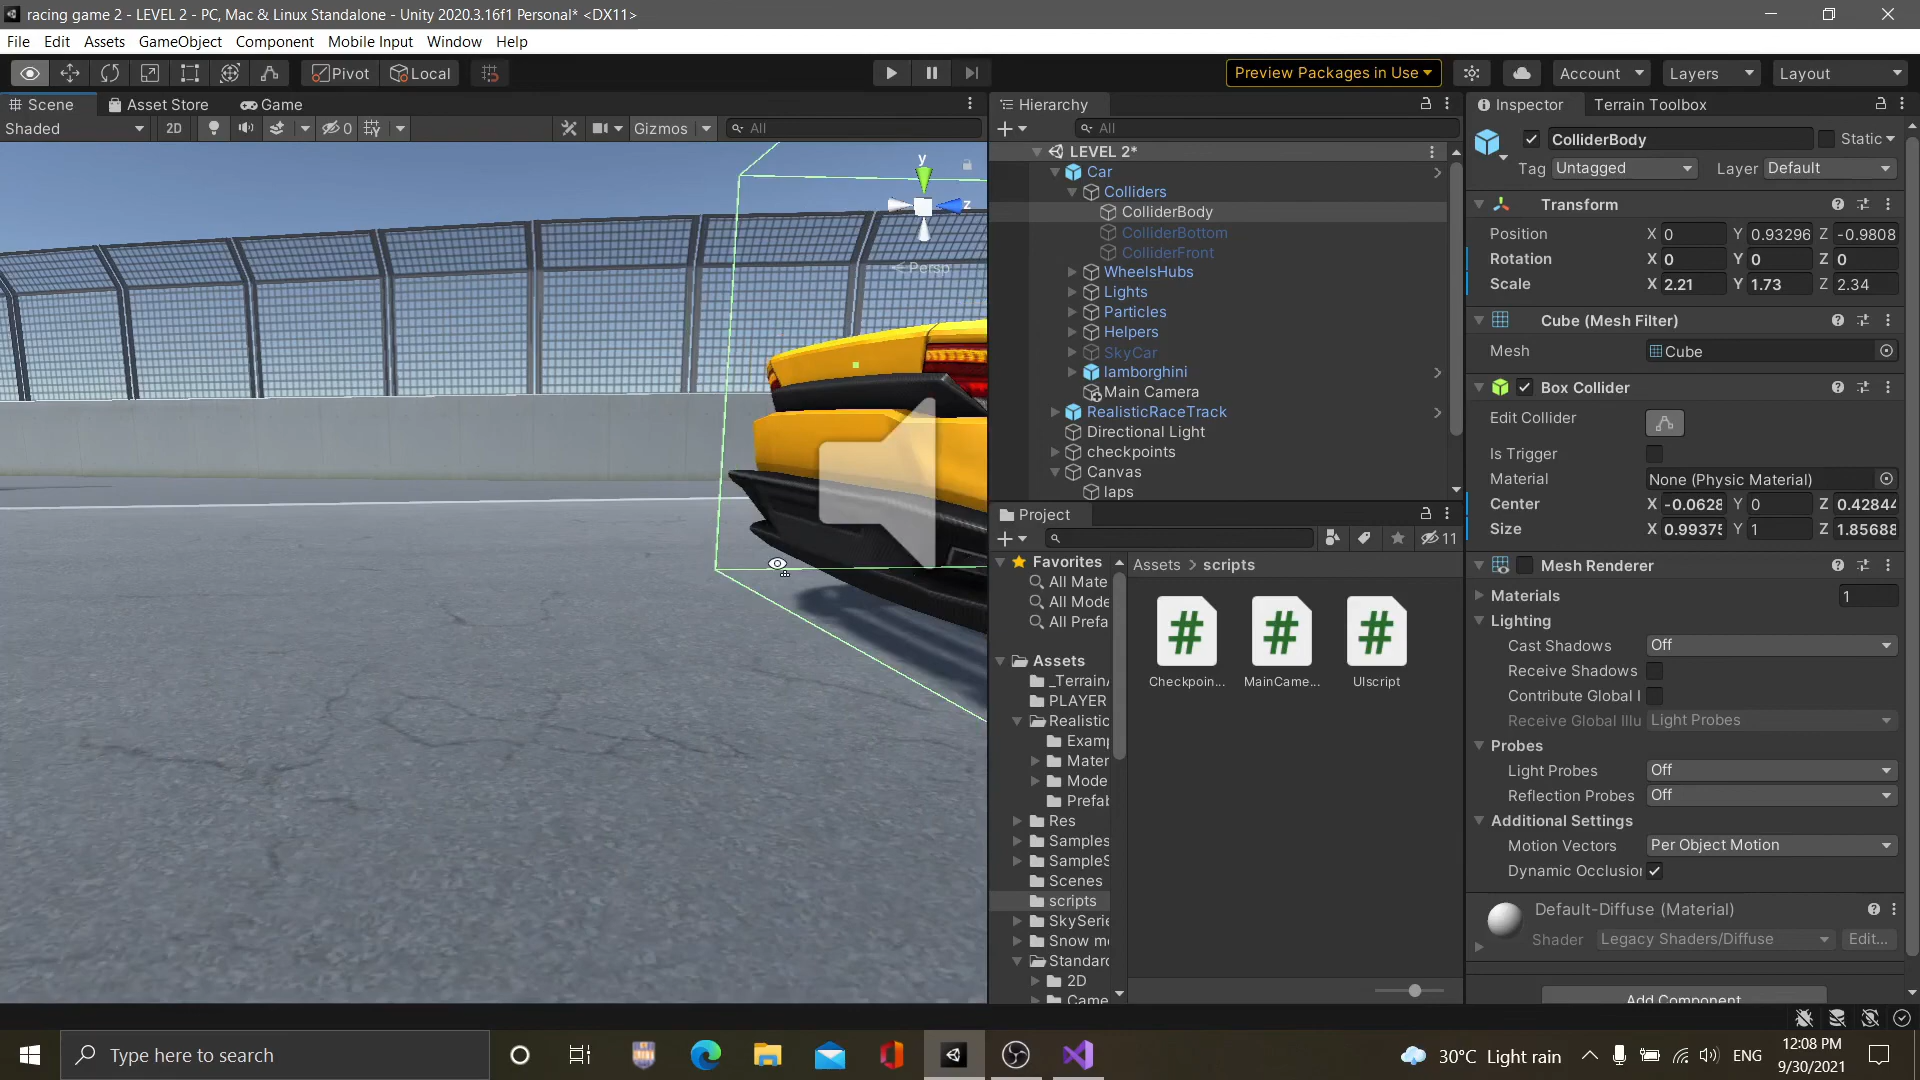 racing game 2 - LEVEL 2 - PC, Mac & Linux Standalone - Unity 2020.3.16f1 Personal* <DX11>
File Edit Assets GameObject Component Mobile Input Window Help
Pivot Local Preview Packages in Use Account Layers Layout
Scene Asset Store Game
Shaded 2D 0 Gizmos All
y
z
Persp
Hierarchy
All
LEVEL 2*
Car
Colliders
ColliderBody
ColliderBottom
ColliderFront
WheelsHubs
Lights
Particles
Helpers
SkyCar
lamborghini
Main Camera
RealisticRaceTrack
Directional Light
checkpoints
Canvas
laps
Project
11
Favorites
All Mate
All Mode
All Prefa
Assets
_TerrainA
PLAYER
Realistic
Examp
Mater
Mode
Prefab
Res
Samples
SampleS
Scenes
scripts
SkySerie
Snow mo
Standard
2D
Came
Assets > scripts
Checkpoin...
MainCame...
UIscript
Inspector Terrain Toolbox
ColliderBody Static
Tag Untagged Layer Default
Transform
Position X 0 Y 0.93296 Z -0.9808
Rotation X 0 Y 0 Z 0
Scale X 2.21 Y 1.73 Z 2.34
Cube (Mesh Filter)
Mesh Cube
Box Collider
Edit Collider
Is Trigger
Material None (Physic Material)
Center X -0.0628 Y 0 Z 0.42844
Size X 0.99375 Y 1 Z 1.85688
Mesh Renderer
Materials 1
Lighting
Cast Shadows Off
Receive Shadows
Contribute Global I
Receive Global Illu Light Probes
Probes
Light Probes Off
Reflection Probes Off
Additional Settings
Motion Vectors Per Object Motion
Dynamic Occlusion
Default-Diffuse (Material)
Shader Legacy Shaders/Diffuse Edit...
Add Component
Type here to search
30°C Light rain
ENG
12:08 PM
9/30/2021